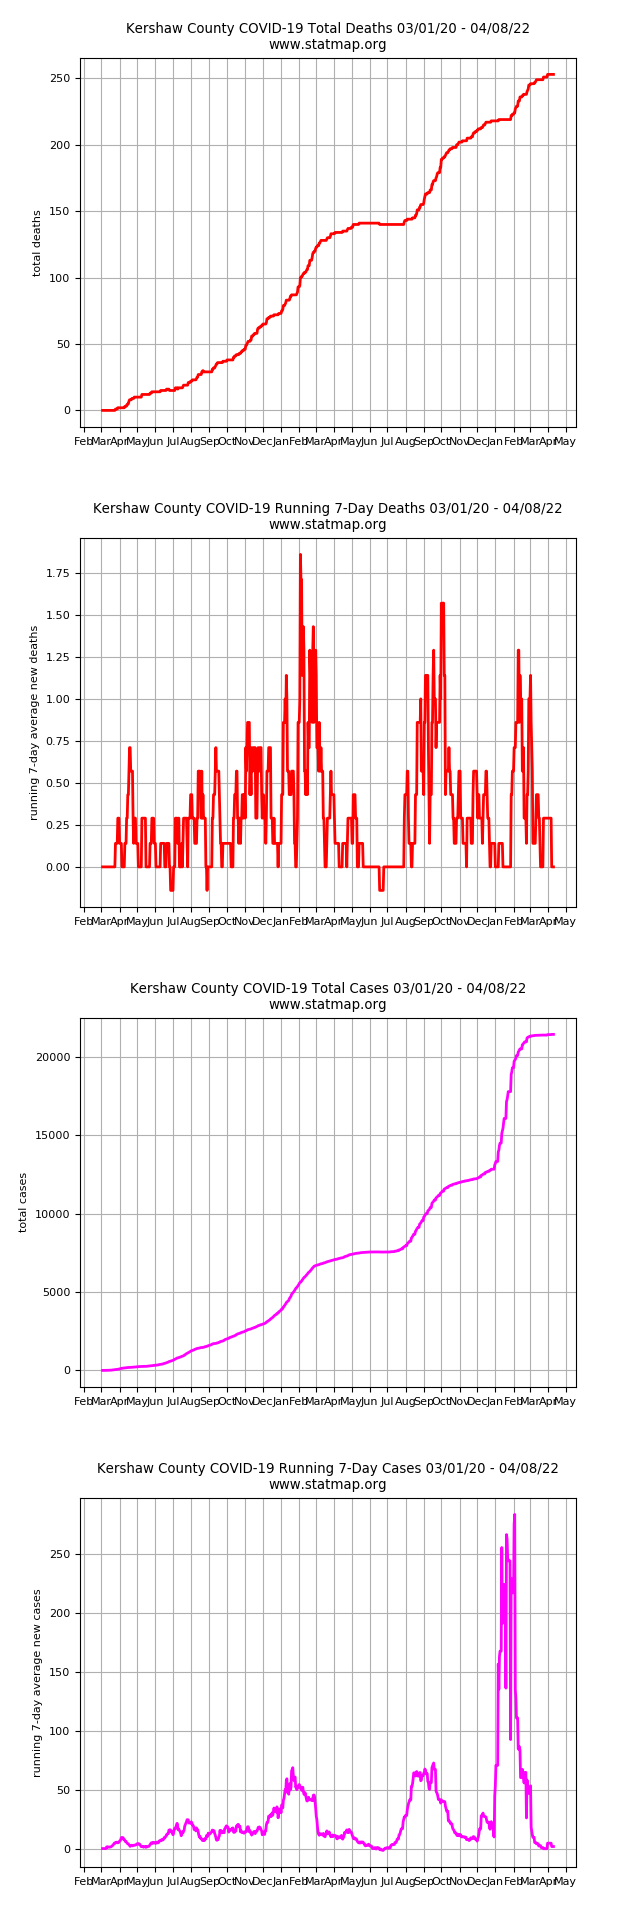 Kershaw County COVID-19 Total Deaths 03/01/20 - 04/08/22
www.statmap.org
250
200
150
100
50
0
total deaths
Feb Mar Apr May Jun Jul Aug Sep Oct Nov Dec Jan Feb Mar Apr May Jun Jul Aug Sep Oct Nov Dec Jan Feb Mar Apr May
Kershaw County COVID-19 Running 7-Day Deaths 03/01/20 - 04/08/22
www.statmap.org
1.75
1.50
1.25
1.00
0.75
0.50
0.25
0.00
running 7-day average new deaths
Feb Mar Apr May Jun Jul Aug Sep Oct Nov Dec Jan Feb Mar Apr May Jun Jul Aug Sep Oct Nov Dec Jan Feb Mar Apr May
Kershaw County COVID-19 Total Cases 03/01/20 - 04/08/22
www.statmap.org
20000
15000
10000
5000
0
total cases
Feb Mar Apr May Jun Jul Aug Sep Oct Nov Dec Jan Feb Mar Apr May Jun Jul Aug Sep Oct Nov Dec Jan Feb Mar Apr May
Kershaw County COVID-19 Running 7-Day Cases 03/01/20 - 04/08/22
www.statmap.org
250
200
150
100
50
0
running 7-day average new cases
Feb Mar Apr May Jun Jul Aug Sep Oct Nov Dec Jan Feb Mar Apr May Jun Jul Aug Sep Oct Nov Dec Jan Feb Mar Apr May